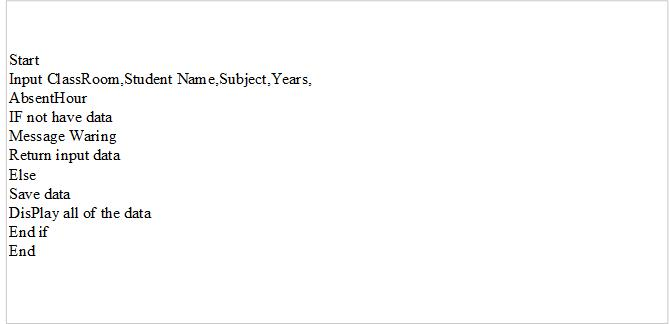 Start
Input ClassRoom,Student Name,Subject,Years,
AbsentHour
IF not have data
Message Waring
Return input data
Else
Save data
DisPlay all of the data
End if
End